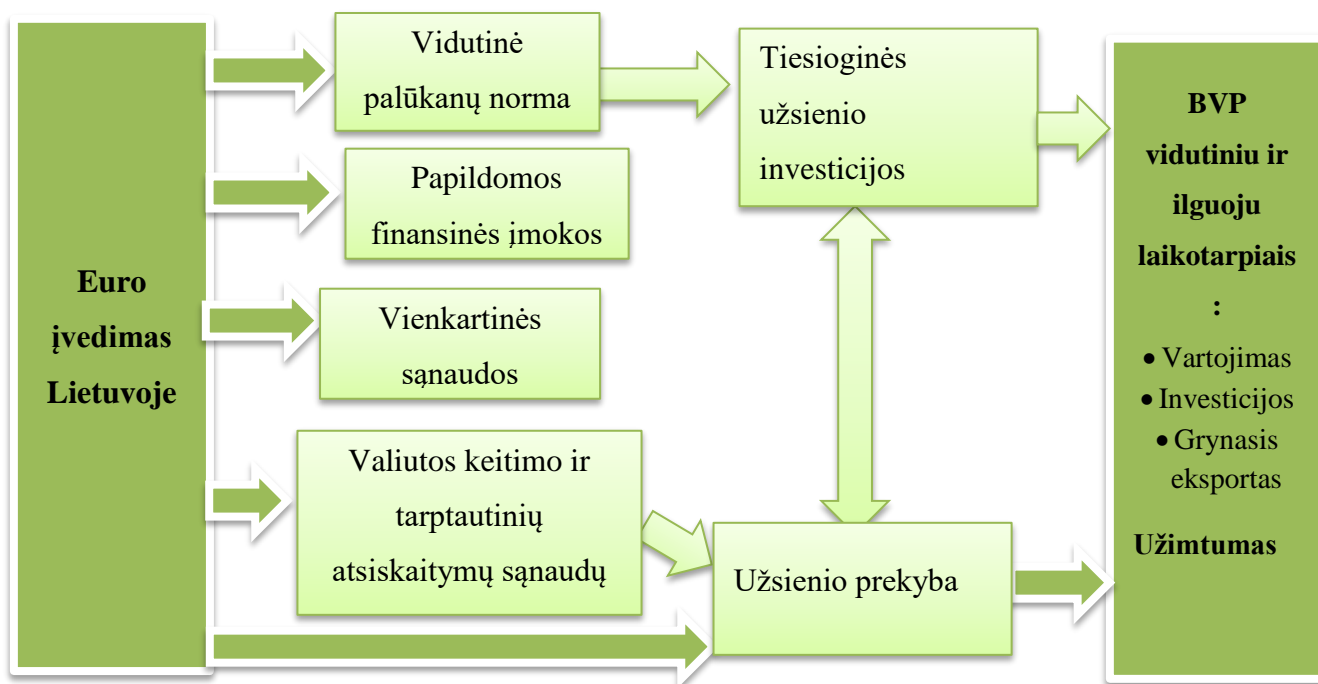 Euro
įvedimas
Lietuvoje
Vidutinė
palūkanų norma
Papildomos
finansinės įmokos
Vienkartinės
sąnaudos
Valiutos keitimo ir
tarptautinių
atsiskaitymų sąnaudų
Tiesioginės
užsienio
investicijos
Užsienio prekyba
BVP
vidutiniu ir
ilguoju
laikotarpiais
:
• Vartojimas
• Investicijos
• Grynasis
eksportas
Užimtumas